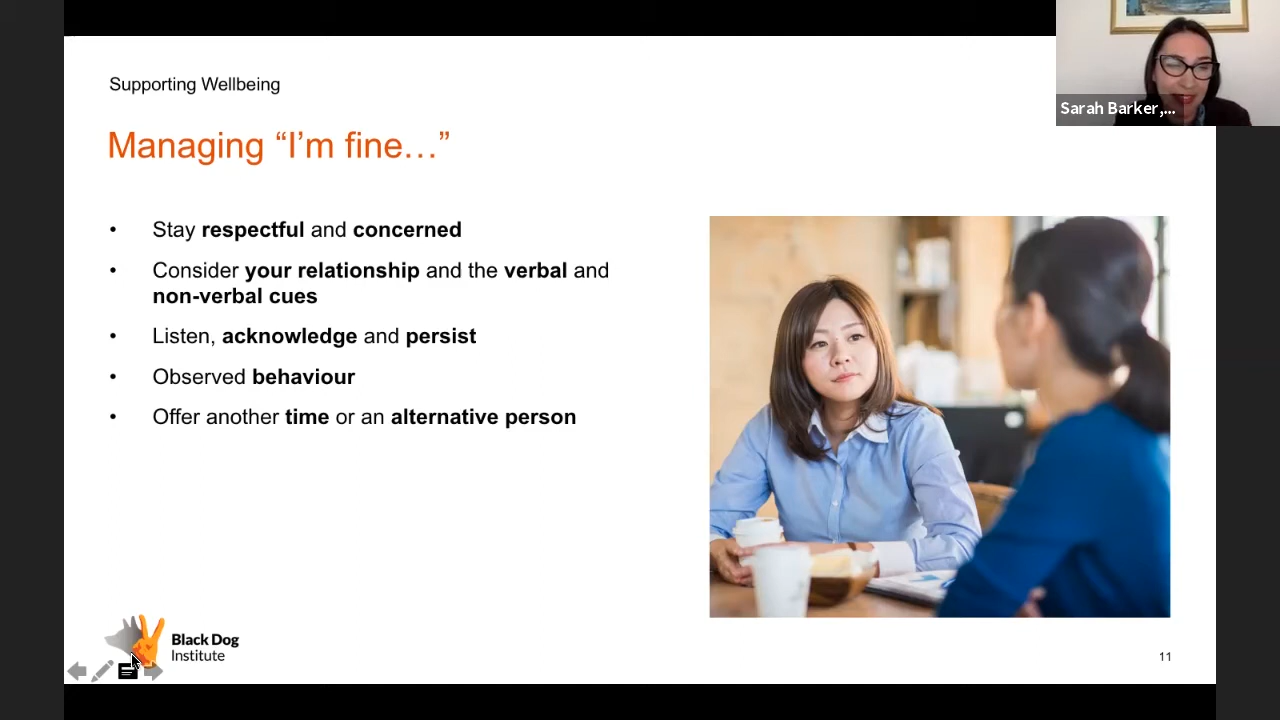 Supporting Wellbeing
Sarah Barker,...
Managing “I’m fine…”
• Stay respectful and concerned
• Consider your relationship and the verbal and
non-verbal cues
• Listen, acknowledge and persist
• Observed behaviour
• Offer another time or an alternative person
Black Dog
Institute
11